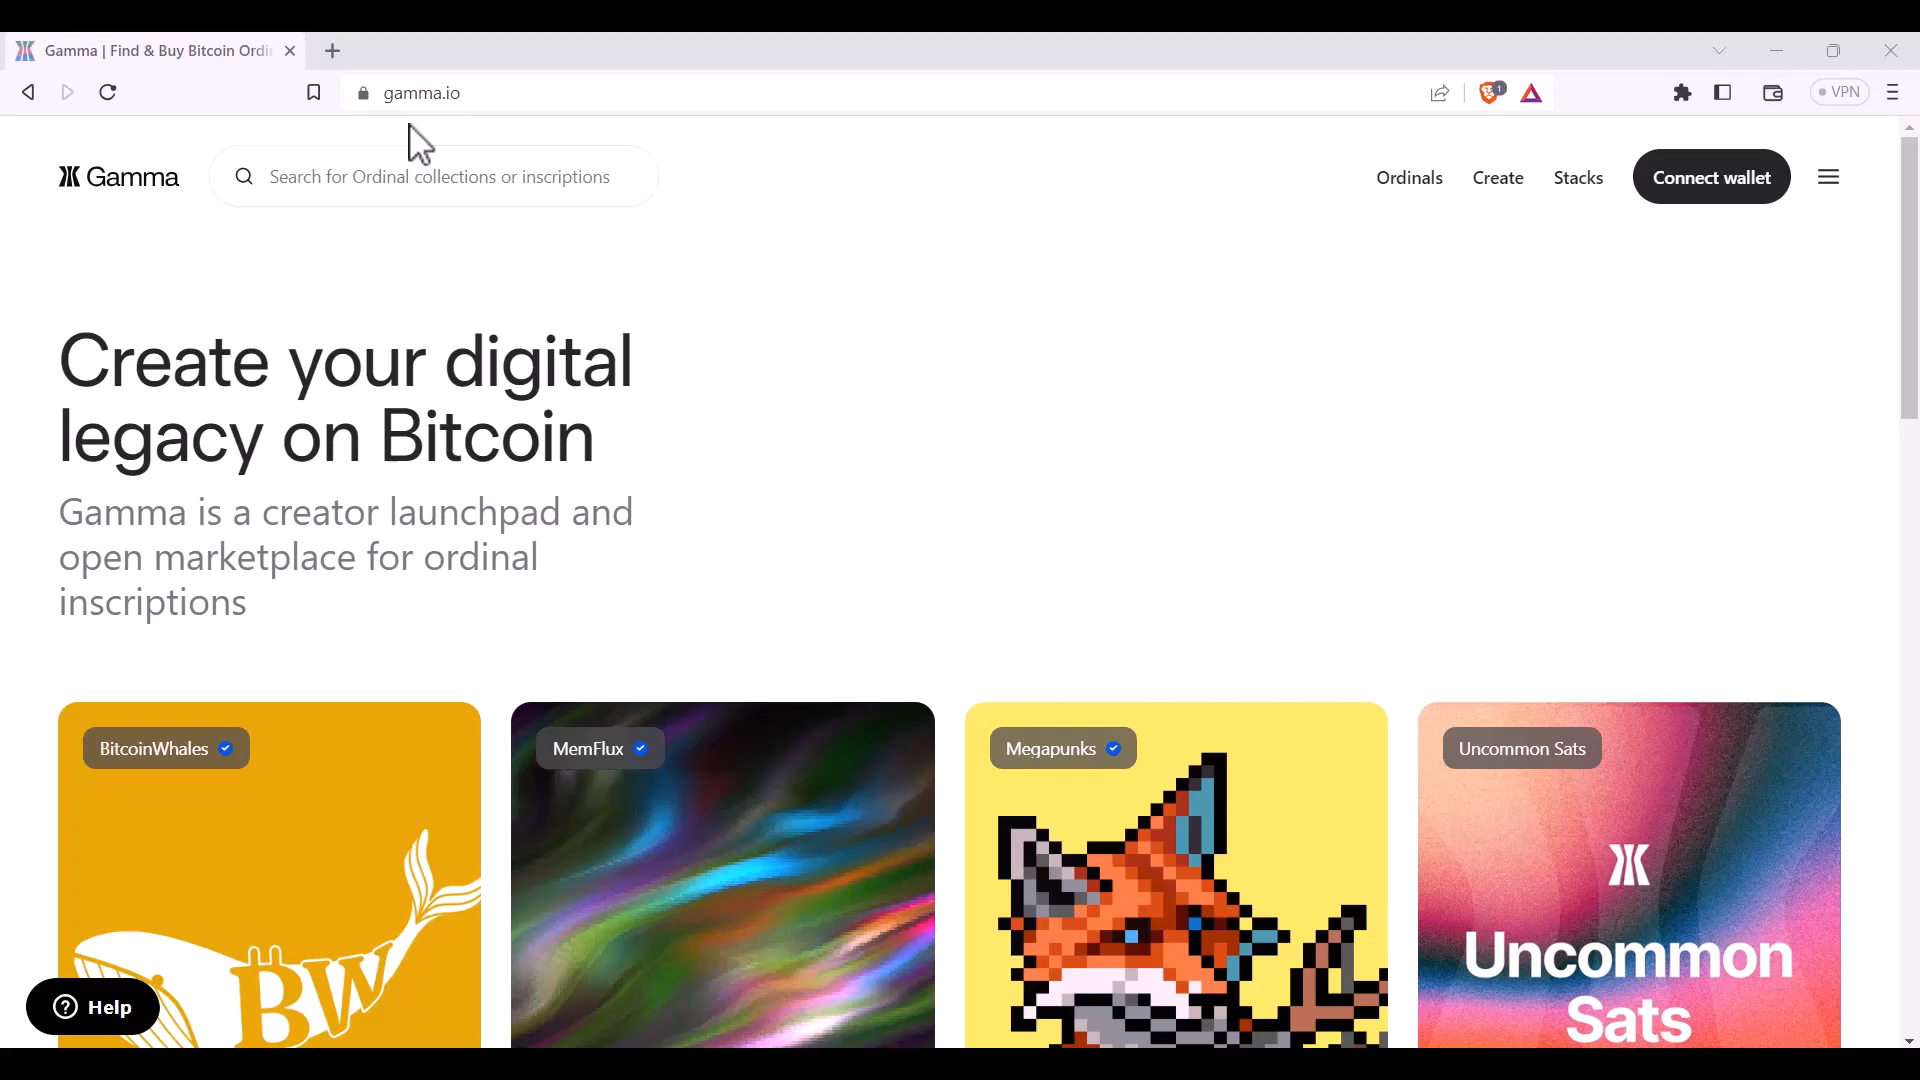 Gamma | Find & Buy Bitcoin Ordi
gamma.io
1
VPN
Gamma
Search for Ordinal collections or inscriptions
Ordinals
Create
Stacks
Connect wallet
Create your digital
legacy on Bitcoin
Gamma is a creator launchpad and
open marketplace for ordinal
inscriptions
BitcoinWhales
MemFlux
Megapunks
Uncommon Sats
BW
Uncommon
Sats
Help